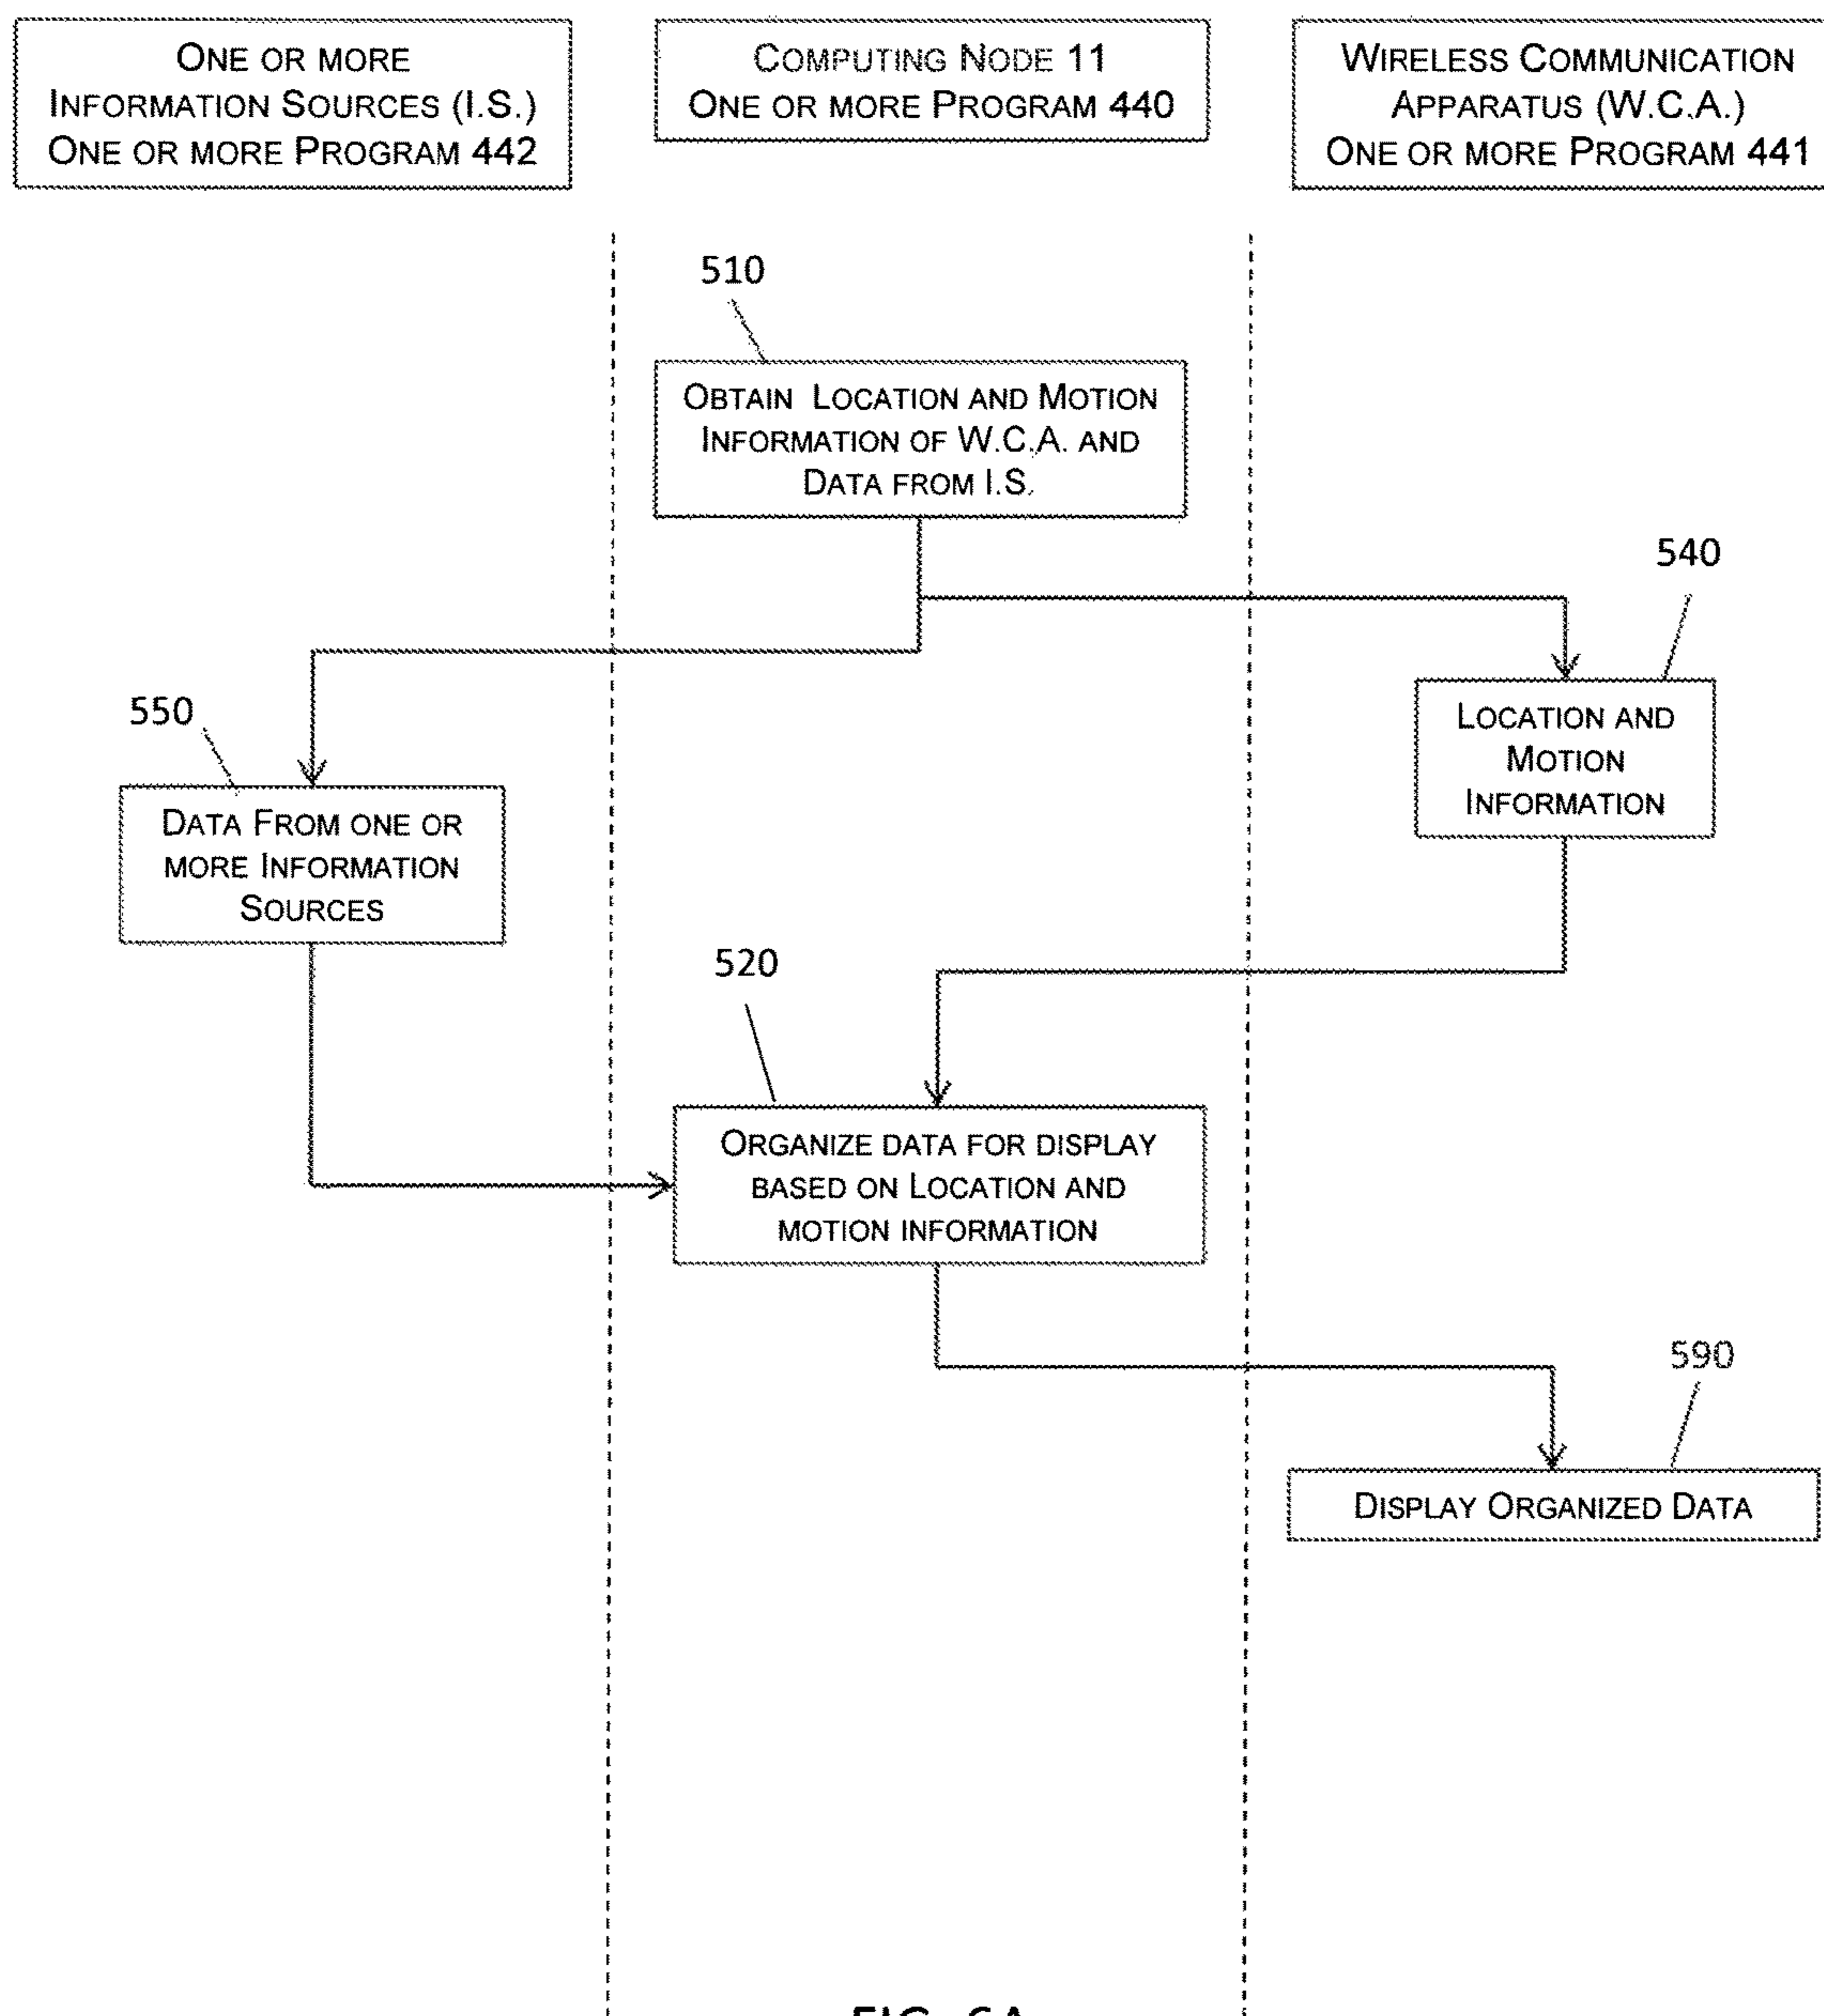 ONE OR MORE
INFORMATION SOURCES (I.S.)
ONE OR MORE PROGRAM 442
COMPUTING NODE 11
ONE OR MORE PROGRAM 440
WIRELESS COMMUNICATION
APPARATUS (W.C.A.)
ONE OR MORE PROGRAM 441
510
OBTAIN LOCATION AND MOTION
INFORMATION OF W.C.A. AND
DATA FROM I.S.
540
LOCATION AND
MOTION
INFORMATION
550
DATA FROM ONE OR
MORE INFORMATION
SOURCES
520
ORGANIZE DATA FOR DISPLAY
BASED ON LOCATION AND
MOTION INFORMATION
590
DISPLAY ORGANIZED DATA
FIG. 6A